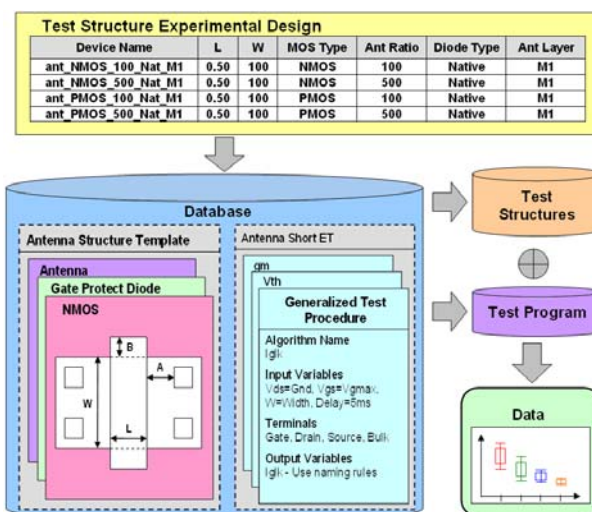 Test Structure Experimental Design
Device Name L W MOS Type Ant Ratio Diode Type Ant Layer
ant_NMOS_100_Nat_M1 0.50 100 NMOS 100 Native M1
ant_NMOS_500_Nat_M1 0.50 100 NMOS 500 Native M1
ant_PMOS_100_Nat_M1 0.50 100 PMOS 100 Native M1
ant_PMOS_500_Nat_M1 0.50 100 PMOS 500 Native M1
Database
Antenna Structure Template
Antenna
Gate Protect Diode
NMOS
B
A
W
L
Antenna Short ET
gm
Vth
Generalized Test
Procedure
Algorithm Name
Iglk
Input Variables
Vds=Gnd, Vgs=Vgmax,
W=Width, Delay=5ms
Terminals
Gate, Drain, Source, Bulk
Output Variables
Iglk - Use naming rules
Test
Structures
Test Program
Data